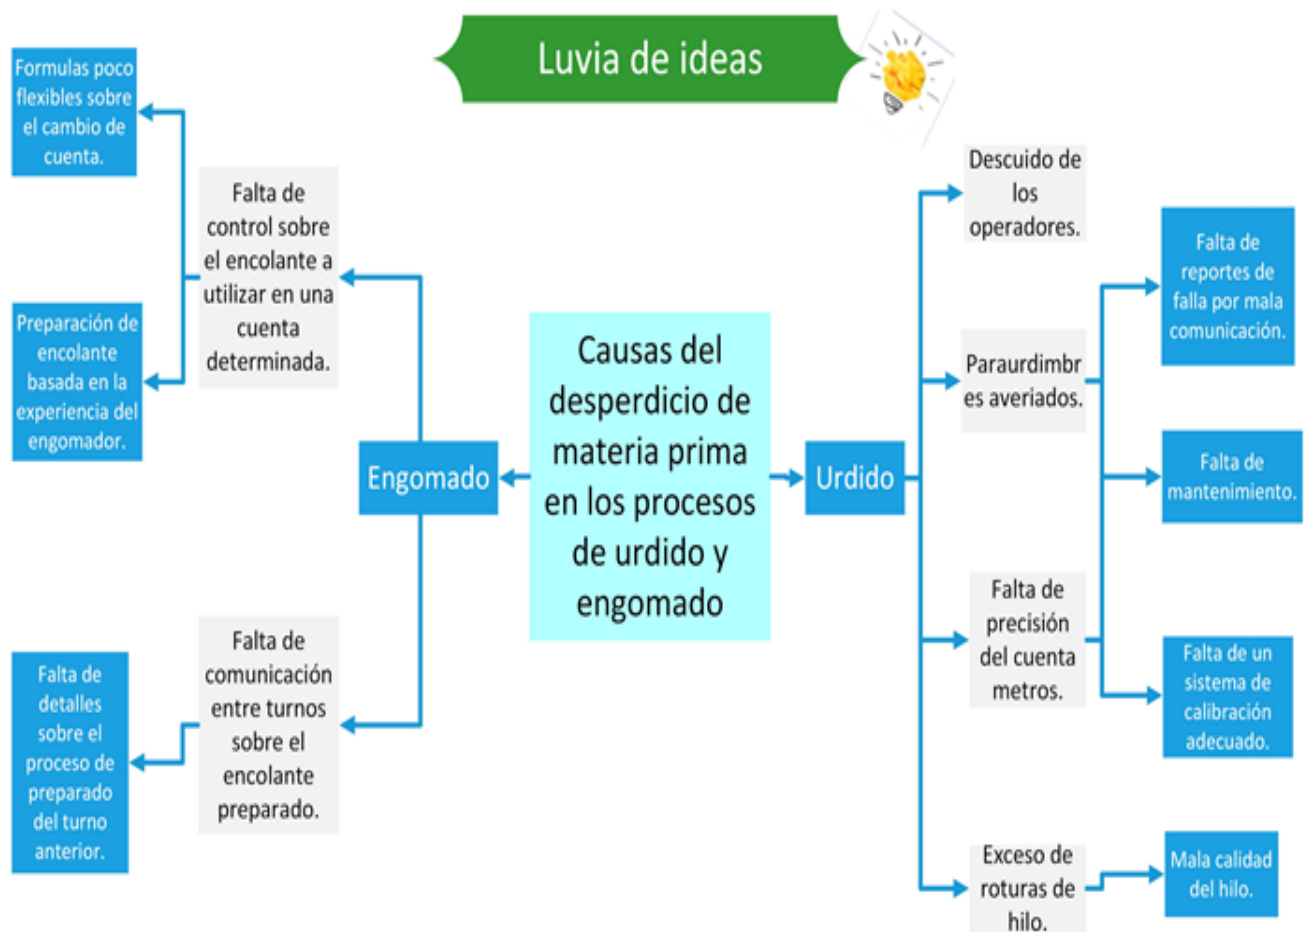 Luvia de ideas
Formulas poco
flexibles sobre
el cambio de
cuenta.
Falta de
control sobre
el encolante a
utilizar en una
cuenta
determinada.
Preparación de
encolante
basada en la
experiencia del
engomador.
Engomado
Falta de
comunicación
entre turnos
sobre el
encolante
preparado.
Falta de
detalles
sobre el
proceso de
preparado
del turno
anterior.
Causas del
desperdicio de
materia prima
en los procesos
de urdido y
engomado
Urdido
Descuido de
los
operadores.
Paraurdimbr
es averiados.
Falta de
precisión
del cuenta
metros.
Exceso de
roturas de
hilo.
Falta de
reportes de
falla por mala
comunicación.
Falta de
mantenimiento.
Falta de un
sistema de
calibración
adecuado.
Mala calidad
del hilo.